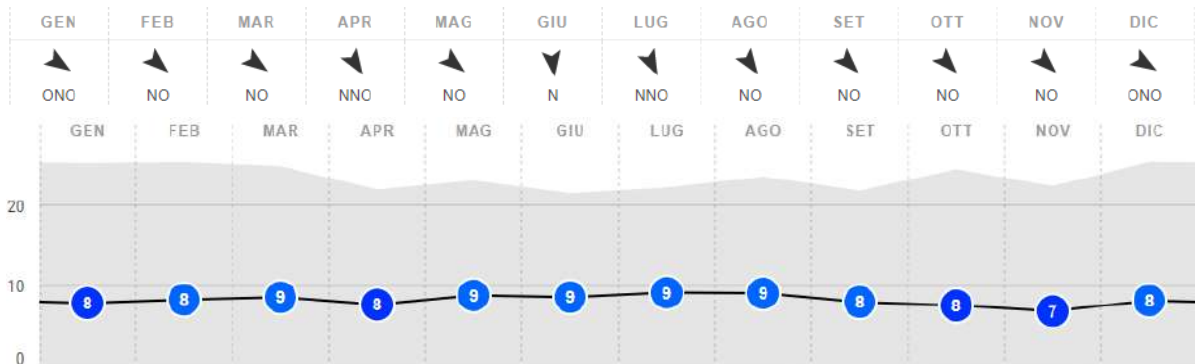 GEN FEB MAR APR MAG GIU LUG AGO SET OTT NOV DIC
ONO NO NO NNO NO N NNO NO NO NO NO ONO
GEN FEB MAR APR MAG GIU LUG AGO SET OTT NOV DIC
20
10
8 8 9 8 9 9 9 9 8 8 7 8
0